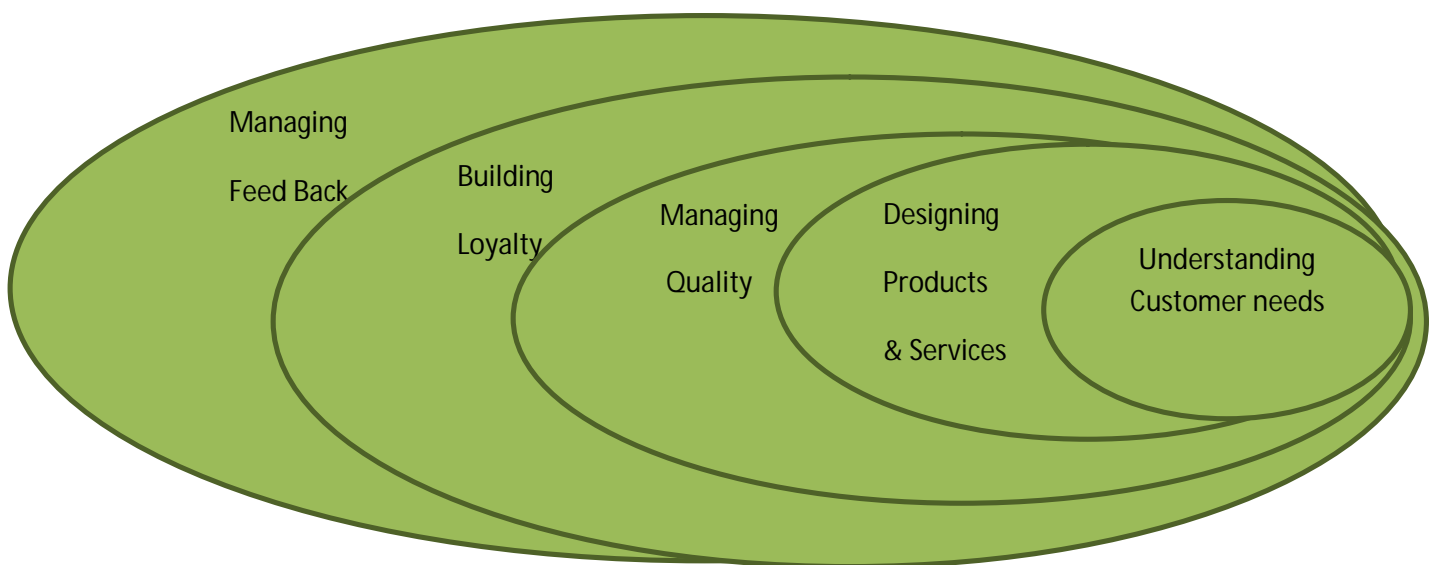 Managing
Feed Back
Building
Loyalty
Managing
Quality
Designing
Products
& Services
Understanding
Customer needs